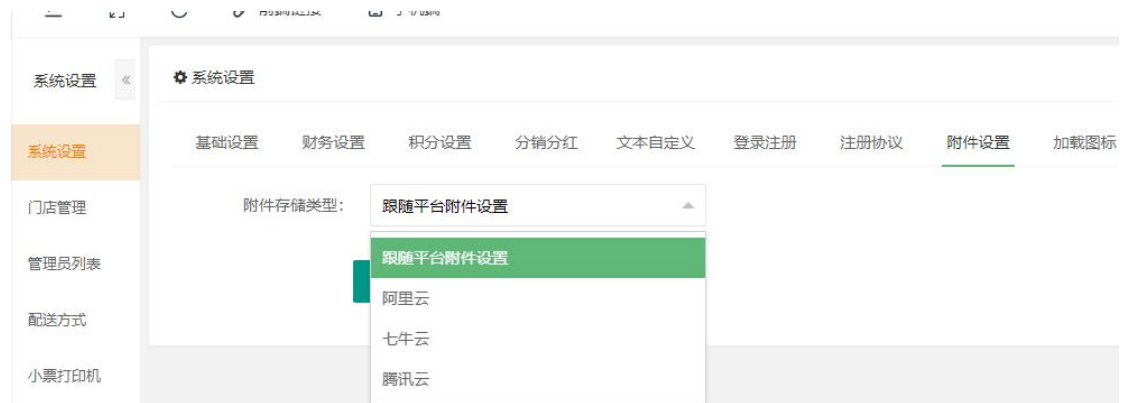 系统设置
系统设置
基础设置 财务设置 积分设置 分销分红 文本自定义 登录注册 注册协议 附件设置 加载图标
系统设置
门店管理
附件存储类型： 跟随平台附件设置
跟随平台附件设置
管理员列表
阿里云
配送方式
七牛云
小票打印机
腾讯云